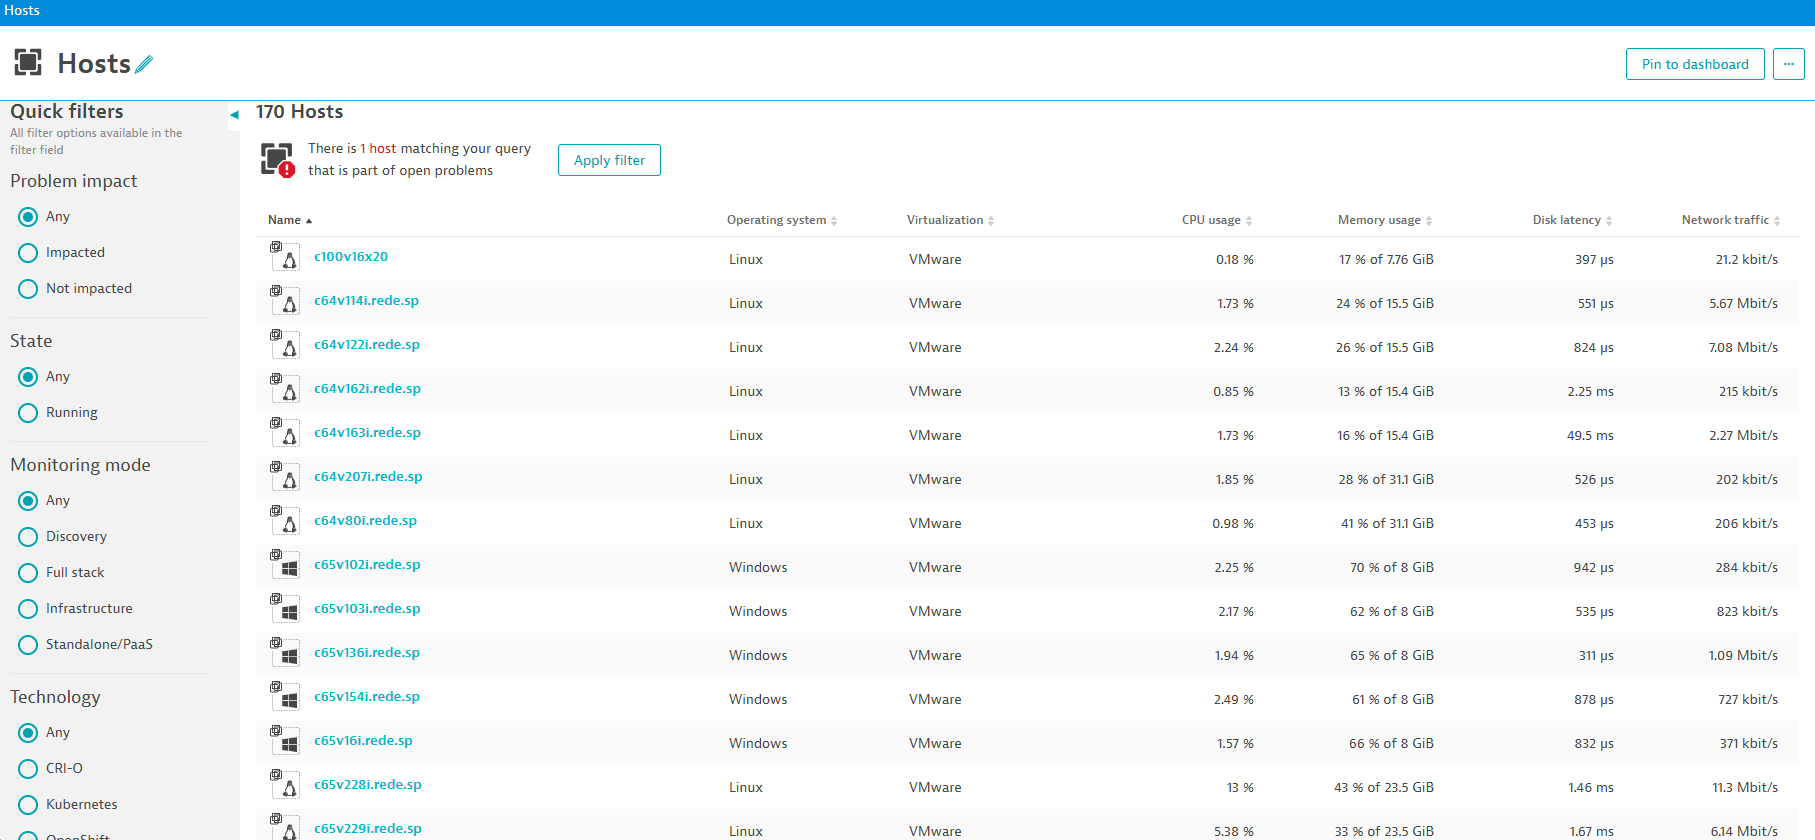 Hosts
Hosts
Pin to dashboard
...
Quick filters
All filter options available in the
filter field
Problem impact
Any
Impacted
Not impacted
State
Any
Running
Monitoring mode
Any
Discovery
Full stack
Infrastructure
Standalone/PaaS
Technology
Any
CRI-O
Kubernetes
OpenShift
170 Hosts
There is 1 host matching your query
that is part of open problems
Apply filter
Name Operating system Virtualization CPU usage Memory usage Disk latency Network traffic
c100v16x20 Linux VMware 0.18 % 17 % of 7.76 GiB 397 µs 21.2 kbit/s
c64v114i.rede.sp Linux VMware 1.73 % 24 % of 15.5 GiB 551 µs 5.67 Mbit/s
c64v122i.rede.sp Linux VMware 2.24 % 26 % of 15.5 GiB 824 µs 7.08 Mbit/s
c64v162i.rede.sp Linux VMware 0.85 % 13 % of 15.4 GiB 2.25 ms 215 kbit/s
c64v163i.rede.sp Linux VMware 1.73 % 16 % of 15.4 GiB 49.5 ms 2.27 Mbit/s
c64v207i.rede.sp Linux VMware 1.85 % 28 % of 31.1 GiB 526 µs 202 kbit/s
c64v80i.rede.sp Linux VMware 0.98 % 41 % of 31.1 GiB 453 µs 206 kbit/s
c65v102i.rede.sp Windows VMware 2.25 % 70 % of 8 GiB 942 µs 284 kbit/s
c65v103i.rede.sp Windows VMware 2.17 % 62 % of 8 GiB 535 µs 823 kbit/s
c65v136i.rede.sp Windows VMware 1.94 % 65 % of 8 GiB 311 µs 1.09 Mbit/s
c65v154i.rede.sp Windows VMware 2.49 % 61 % of 8 GiB 878 µs 727 kbit/s
c65v16i.rede.sp Windows VMware 1.57 % 66 % of 8 GiB 832 µs 371 kbit/s
c65v228i.rede.sp Linux VMware 13 % 43 % of 23.5 GiB 1.46 ms 11.3 Mbit/s
c65v229i.rede.sp Linux VMware 5.38 % 33 % of 23.5 GiB 1.67 ms 6.14 Mbit/s